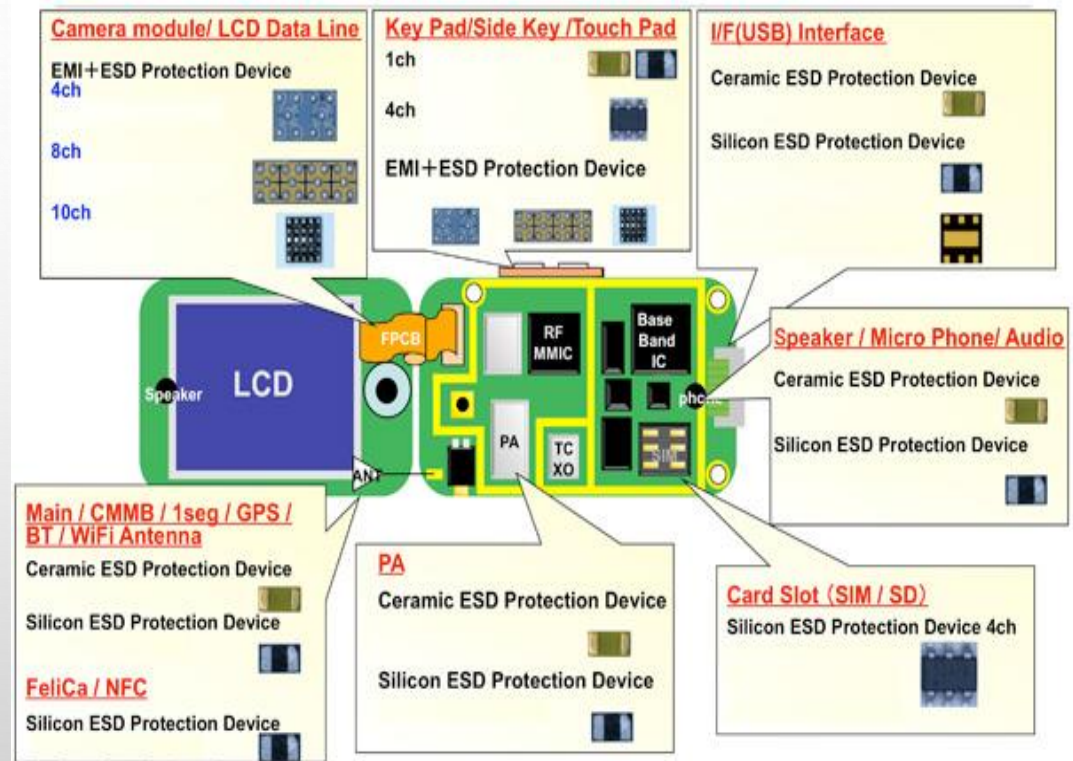 Camera module/ LCD Data Line
EMI＋ESD Protection Device
4ch
8ch
10ch
Key Pad/Side Key /Touch Pad
1ch
4ch
EMI＋ESD Protection Device
I/F(USB) Interface
Ceramic ESD Protection Device
Silicon ESD Protection Device
Speaker / Micro Phone/ Audio
Ceramic ESD Protection Device
Silicon ESD Protection Device
Speaker
LCD
FPCB
ANT
RF
MMIC
Base
Band
IC
PA
TC
XO
SIM
phone
Main / CMMB / 1seg / GPS /
BT / WiFi Antenna
Ceramic ESD Protection Device
Silicon ESD Protection Device
FeliCa / NFC
Silicon ESD Protection Device
PA
Ceramic ESD Protection Device
Silicon ESD Protection Device
Card Slot（SIM / SD）
Silicon ESD Protection Device 4ch